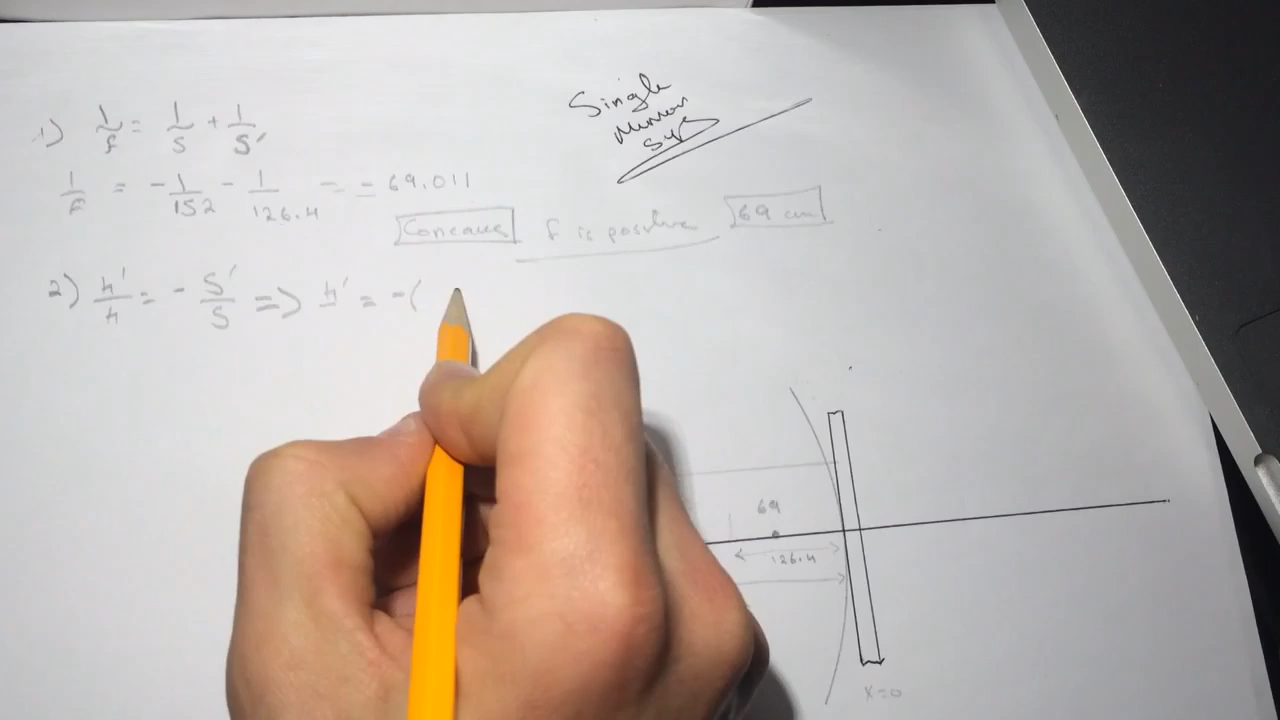 Single
Mirror
Sys
1) 1/f = 1/s + 1/s'
1/f = -1/152 - 1/126.4 = = 69.011
Concave f is positive 69 cm
2) h'/h = - s'/s => h' = -(
69
126.4
x=0